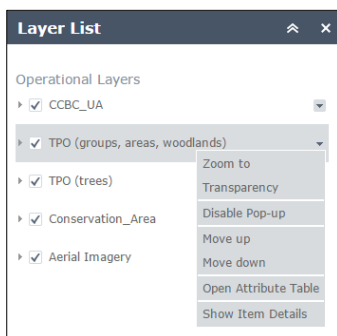 Layer List
Operational Layers
CCBC_UA
TPO (groups, areas, woodlands)
Zoom to
TPO (trees)
Transparency
Disable Pop-up
Conservation_Area
Move up
Aerial Imagery
Move down
Open Attribute Table
Show Item Details